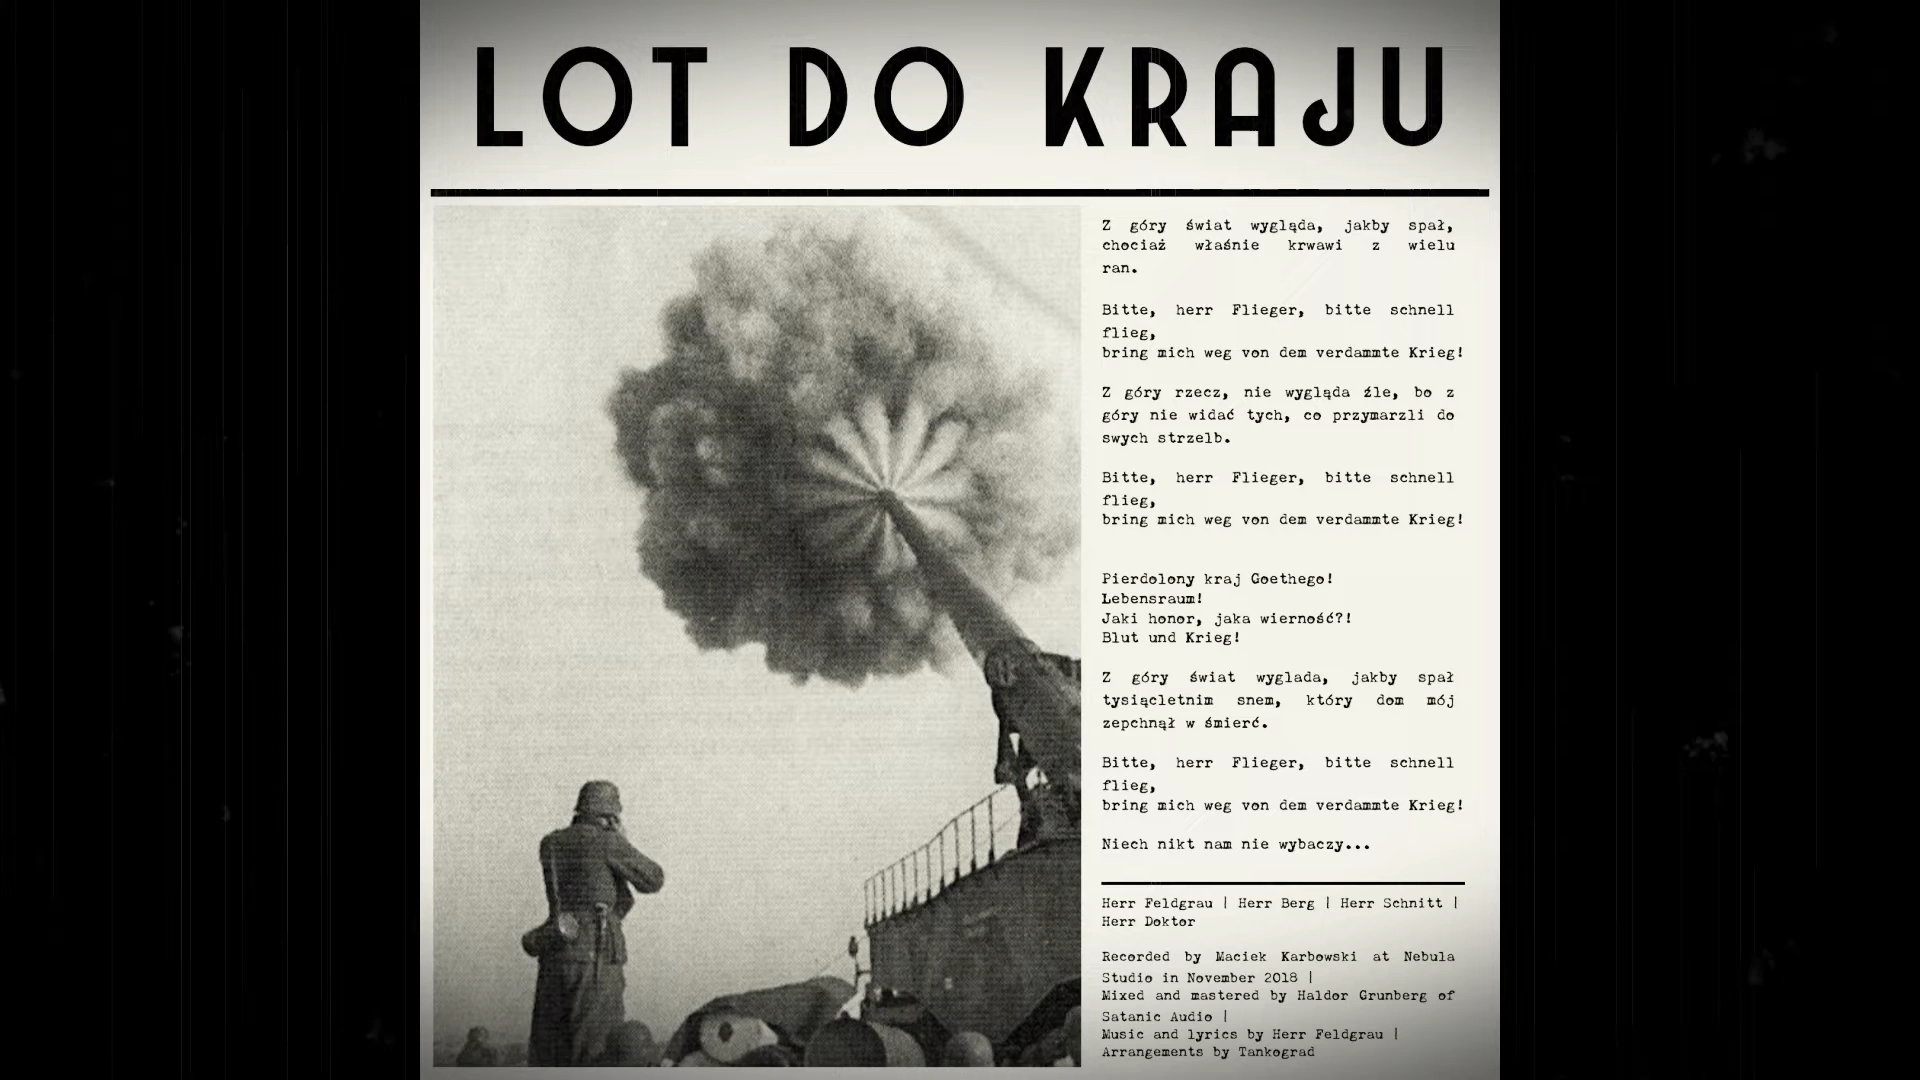 LOT DO KRAJU
Z góry świat wygląda, jakby spał,
chociaż właśnie krwawi z wielu
ran.
Bitte, herr Flieger, bitte schnell
flieg,
bring mich weg von dem verdammte Krieg!
Z góry rzecz, nie wygląda źle, bo z
góry nie widać tych, co przymarzli do
swych strzelb.
Bitte, herr Flieger, bitte schnell
flieg,
bring mich weg von dem verdammte Krieg!
Pierdolony kraj Goethego!
Lebensraum!
Jaki honor, jaka wierność?!
Blut und Krieg!
Z góry świat wyglada, jakby spał
tysiącletnim snem, który dom mój
zepchnął w śmierć.
Bitte, herr Flieger, bitte schnell
flieg,
bring mich weg von dem verdammte Krieg!
Niech nikt nam nie wybaczy...
Herr Feldgrau | Herr Berg | Herr Schnitt |
Herr Doktor
Recorded by Maciek Karbowski at Nebula
Studio in November 2018 |
Mixed and mastered by Haldor Grunberg of
Satanic Audio |
Music and lyrics by Herr Feldgrau |
Arrangements by Tankograd